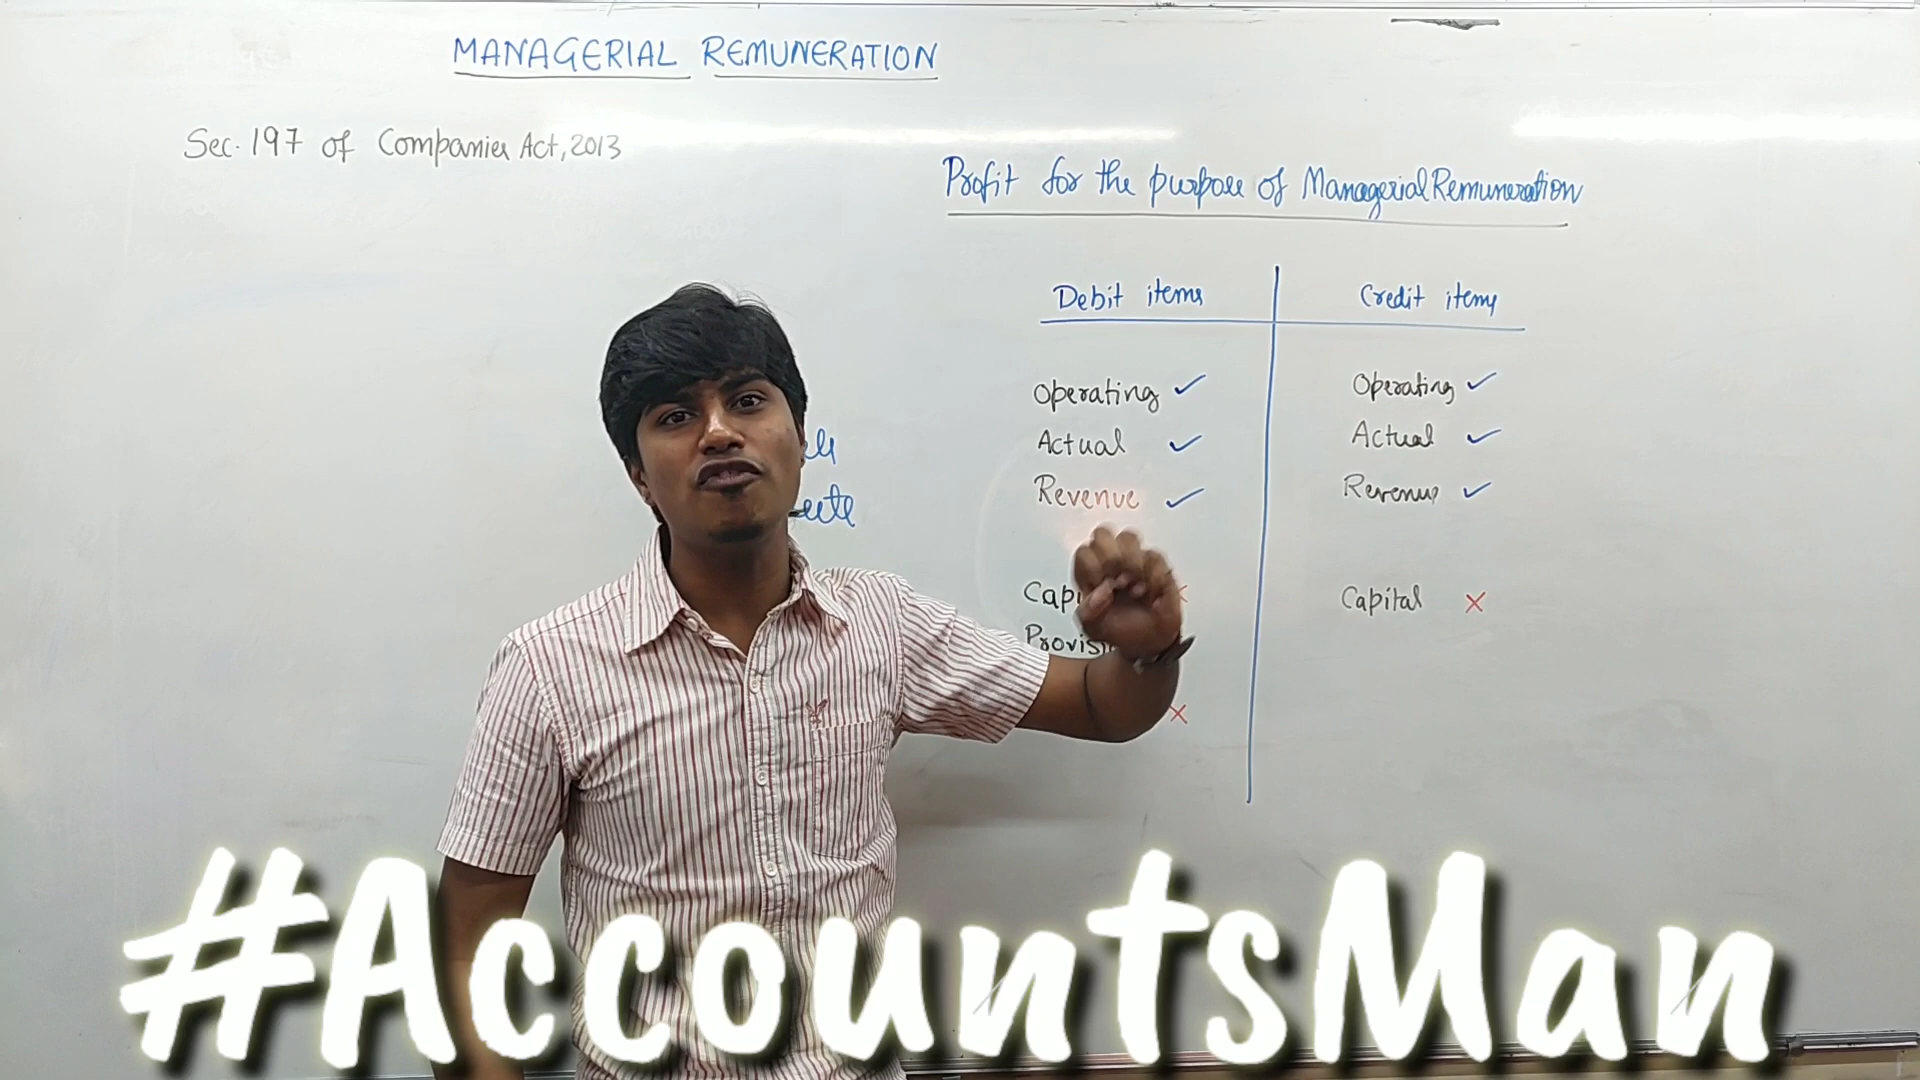 MANAGERIAL REMUNERATION
Sec. 197 of Companies Act, 2013
Profit for the purpose of Managerial Remuneration
Debit items
Credit items
Operating ✓
Operating ✓
Actual ✓
Actual ✓
Revenue ✓
Revenue ✓
Capital ✗
✗
#AccountsMan